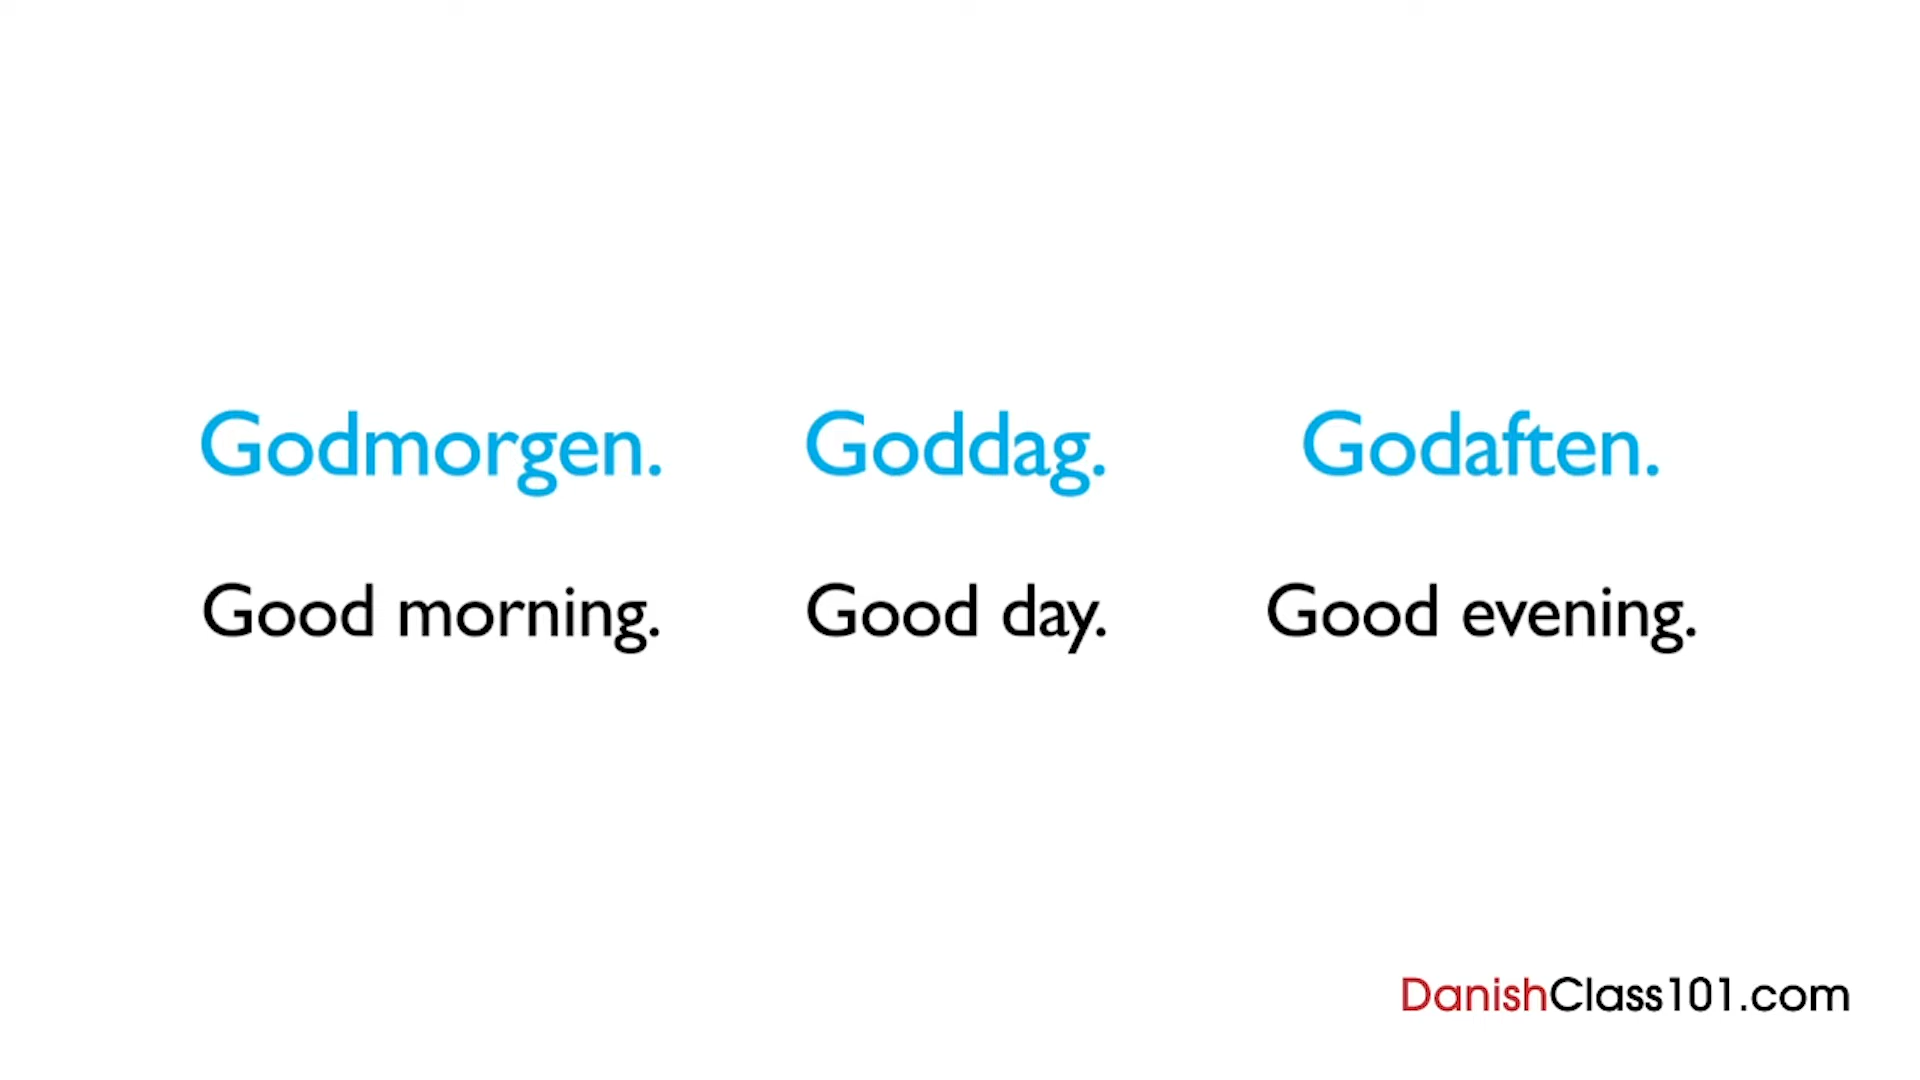 Godmorgen. Goddag. Godaften.
Good morning. Good day. Good evening.
DanishClass101.com